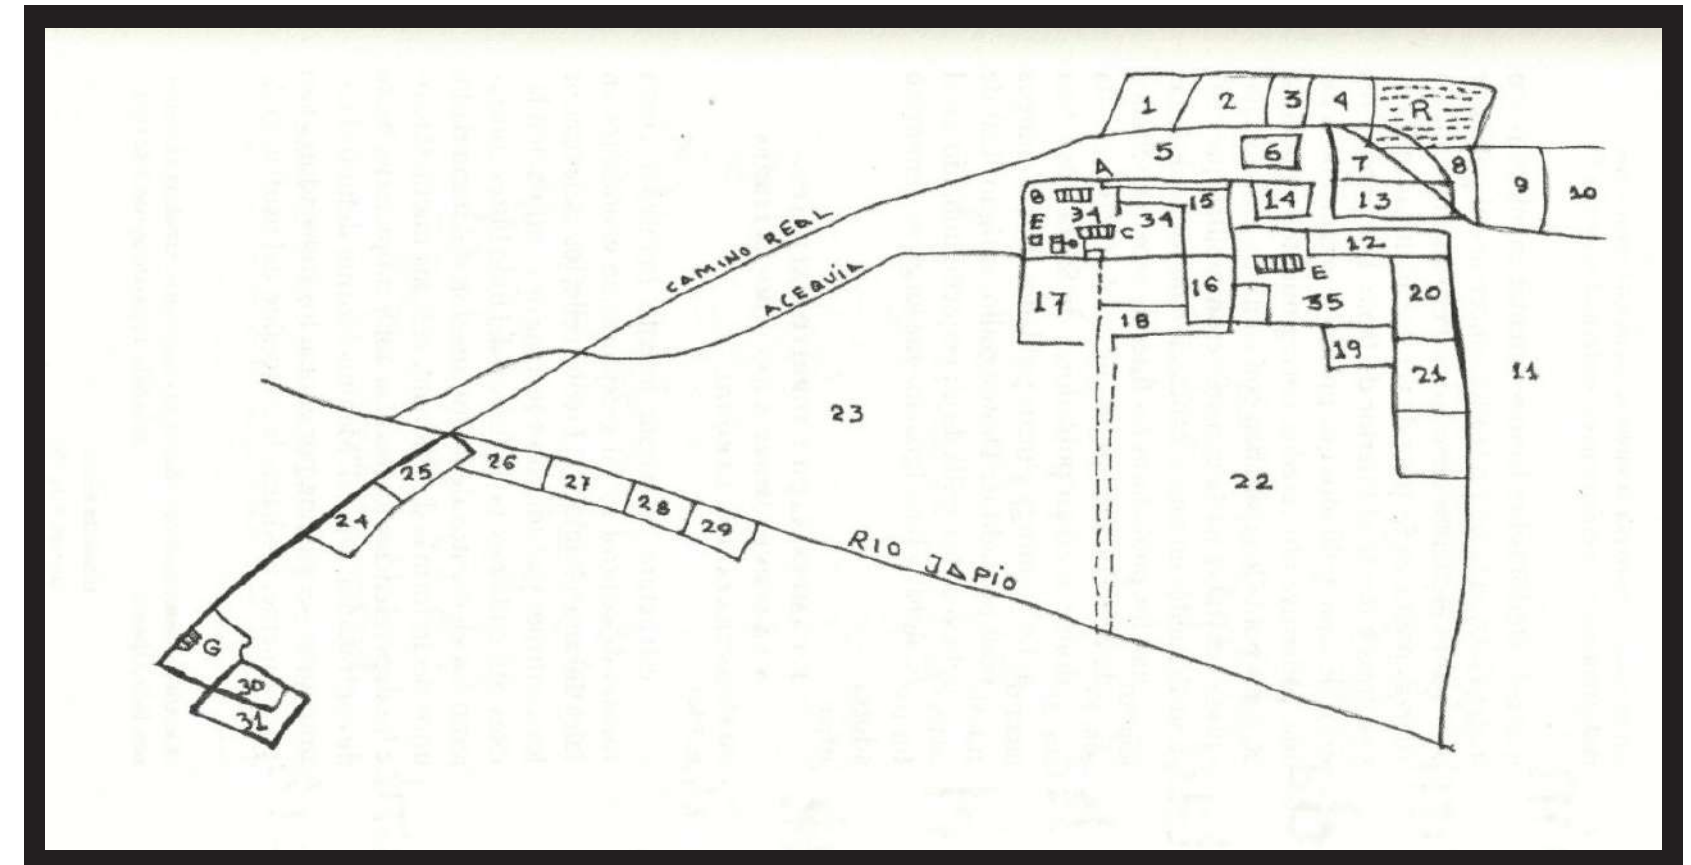 1 2 3 4 R
5 6 7 8 9 10
A
B 34 34 15 14 13
E C 12
17 16 E 35 20
18 19 21 11
CAMINO REAL
ACEQUIA
23
22
25 26 27 28 29
24
RIO JAPIO
G
30
31